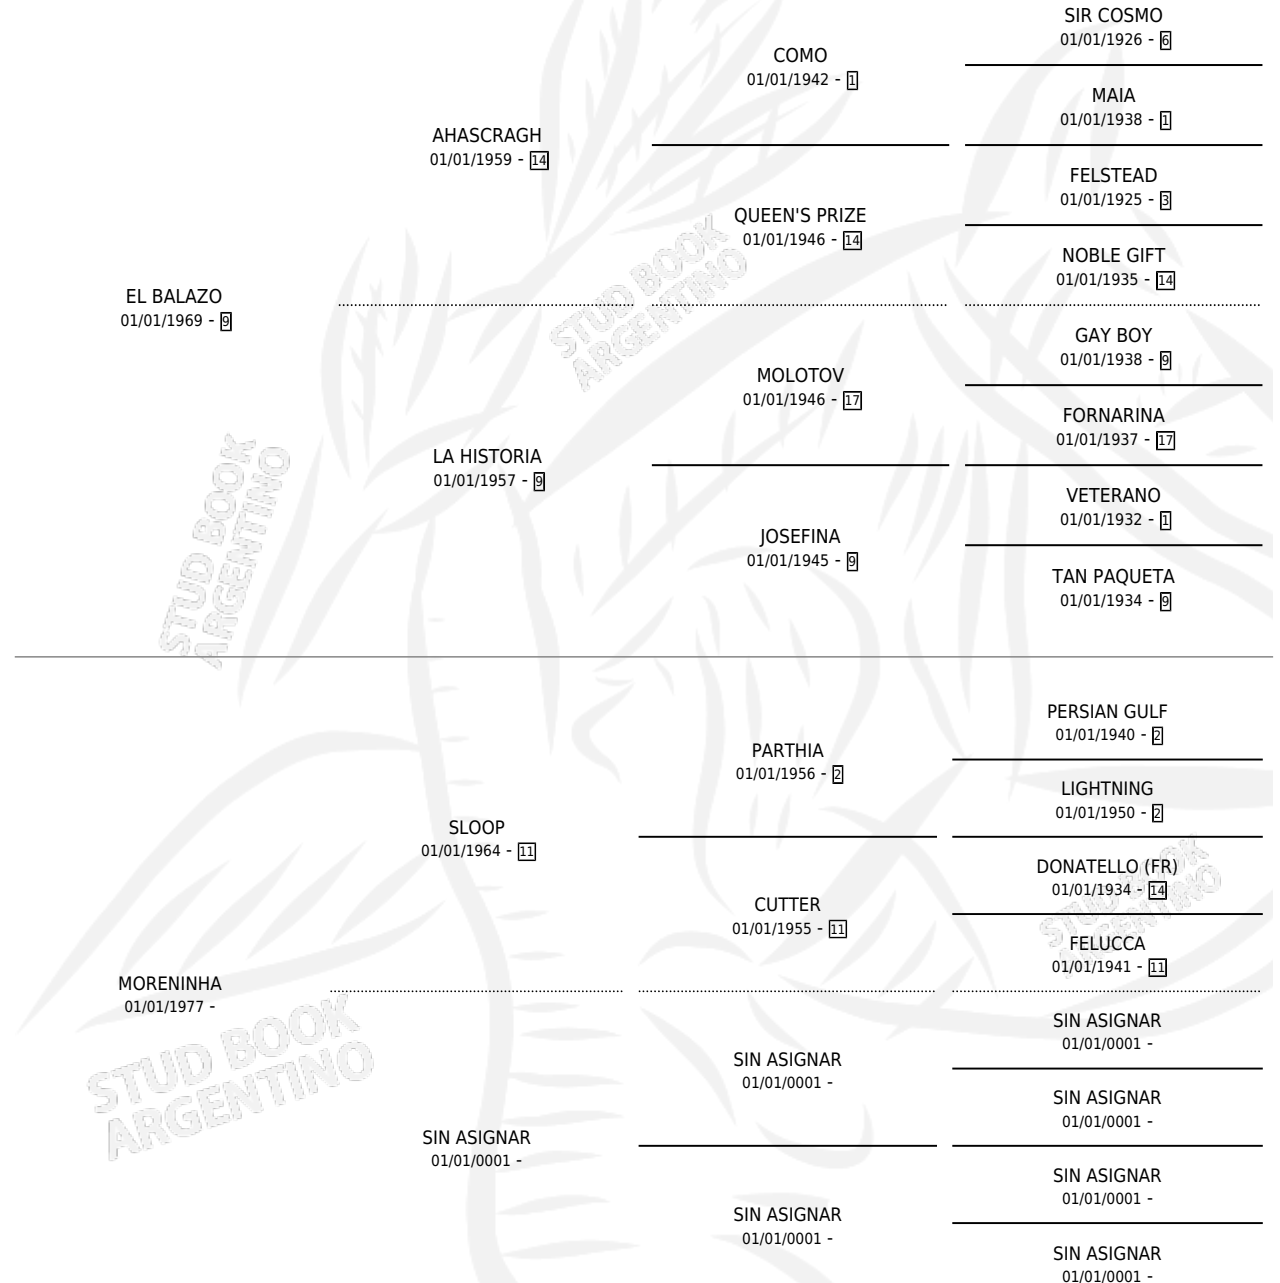 SIR COSMO
01/01/1926 - 6
COMO
01/01/1942 - 1
MAIA
01/01/1938 - 1
AHASCRAGH
01/01/1959 - 14
FELSTEAD
01/01/1925 - 3
QUEEN'S PRIZE
01/01/1946 - 14
NOBLE GIFT
01/01/1935 - 14
EL BALAZO
01/01/1969 - 9
STUD BOOK
ARGENTINO
GAY BOY
01/01/1938 - 9
MOLOTOV
01/01/1946 - 17
FORNARINA
01/01/1937 - 17
LA HISTORIA
01/01/1957 - 9
VETERANO
01/01/1932 - 1
JOSEFINA
01/01/1945 - 9
TAN PAQUETA
01/01/1934 - 9
STUD BOOK
ARGENTINO
PERSIAN GULF
01/01/1940 - 2
PARTHIA
01/01/1956 - 2
LIGHTNING
01/01/1950 - 2
SLOOP
01/01/1964 - 11
DONATELLO (FR)
01/01/1934 - 14
CUTTER
01/01/1955 - 11
FELUCCA
01/01/1941 - 11
STUD BOOK
ARGENTINO
MORENINHA
01/01/1977 -
SIN ASIGNAR
01/01/0001 -
SIN ASIGNAR
01/01/0001 -
SIN ASIGNAR
01/01/0001 -
STUD BOOK
ARGENTINO
SIN ASIGNAR
01/01/0001 -
SIN ASIGNAR
01/01/0001 -
SIN ASIGNAR
01/01/0001 -
SIN ASIGNAR
01/01/0001 -